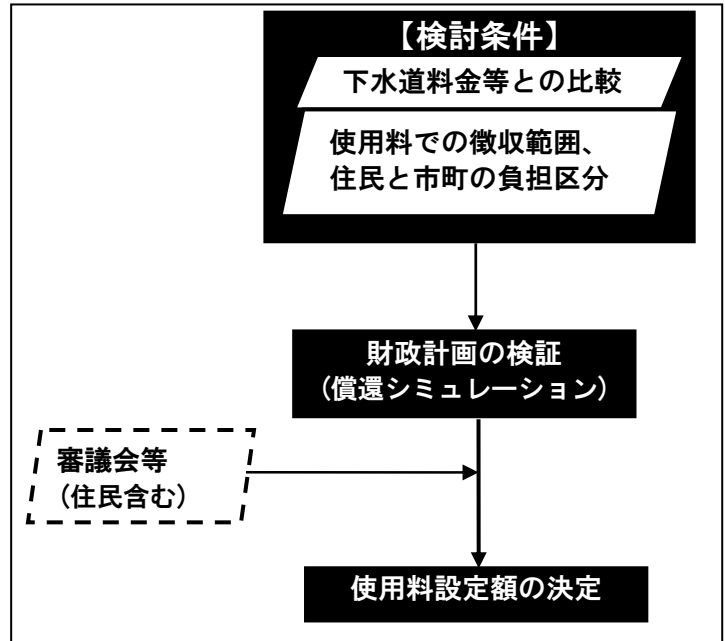 【検討条件】
下水道料金等との比較
使用料での徴収範囲、
住民と市町の負担区分
財政計画の検証
（償還シミュレーション）
審議会等
（住民含む）
使用料設定額の決定